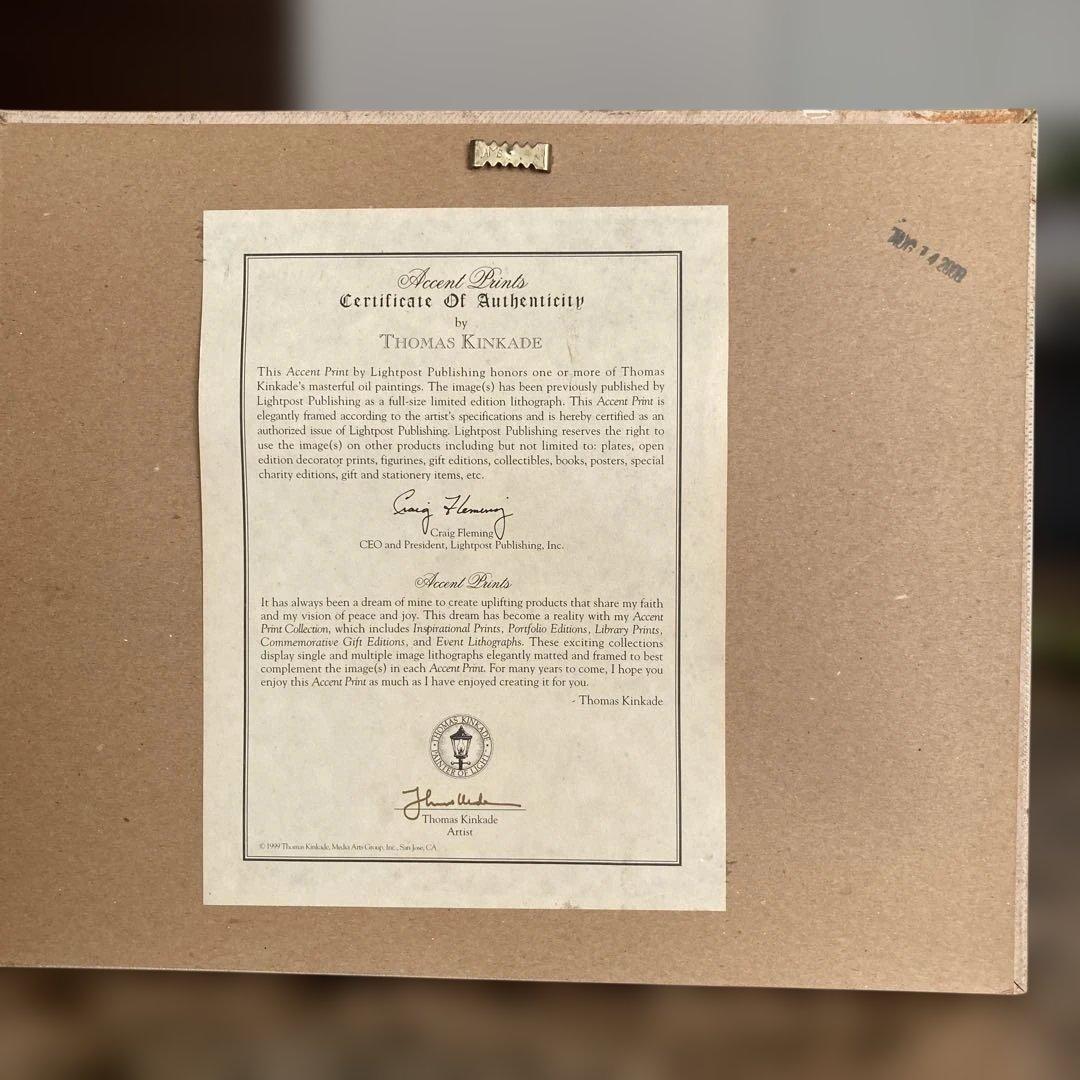 AUG 14 2000
Accent Prints
Certificate Of Authenticity
by
THOMAS KINKADE
This Accent Print by Lightpost Publishing honors one or more of Thomas
Kinkade's masterful oil paintings. The image(s) has been previously published by
Lightpost Publishing as a full-size limited edition lithograph. This Accent Print is
elegantly framed according to the artist's specifications and is hereby certified as an
authorized issue of Lightpost Publishing. Lightpost Publishing reserves the right to
use the image(s) on other products including but not limited to: plates, open
edition decorator prints, figurines, gift editions, collectibles, books, posters, special
charity editions, gift and stationery items, etc.
Craig Fleming
Craig Fleming
CEO and President, Lightpost Publishing, Inc.
Accent Prints
It has always been a dream of mine to create uplifting products that share my faith
and my vision of peace and joy. This dream has become a reality with my Accent
Print Collection, which includes Inspirational Prints, Portfolio Editions, Library Prints,
Commemorative Gift Editions, and Event Lithographs. These exciting collections
display single and multiple image lithographs elegantly matted and framed to best
complement the image(s) in each Accent Print. For many years to come, I hope you
enjoy this Accent Print as much as I have enjoyed creating it for you.
- Thomas Kinkade
THOMAS KINKADE
PAINTER OF LIGHT
Thomas Kinkade
Artist
© 1999 Thomas Kinkade, Media Arts Group, Inc., San Jose, CA